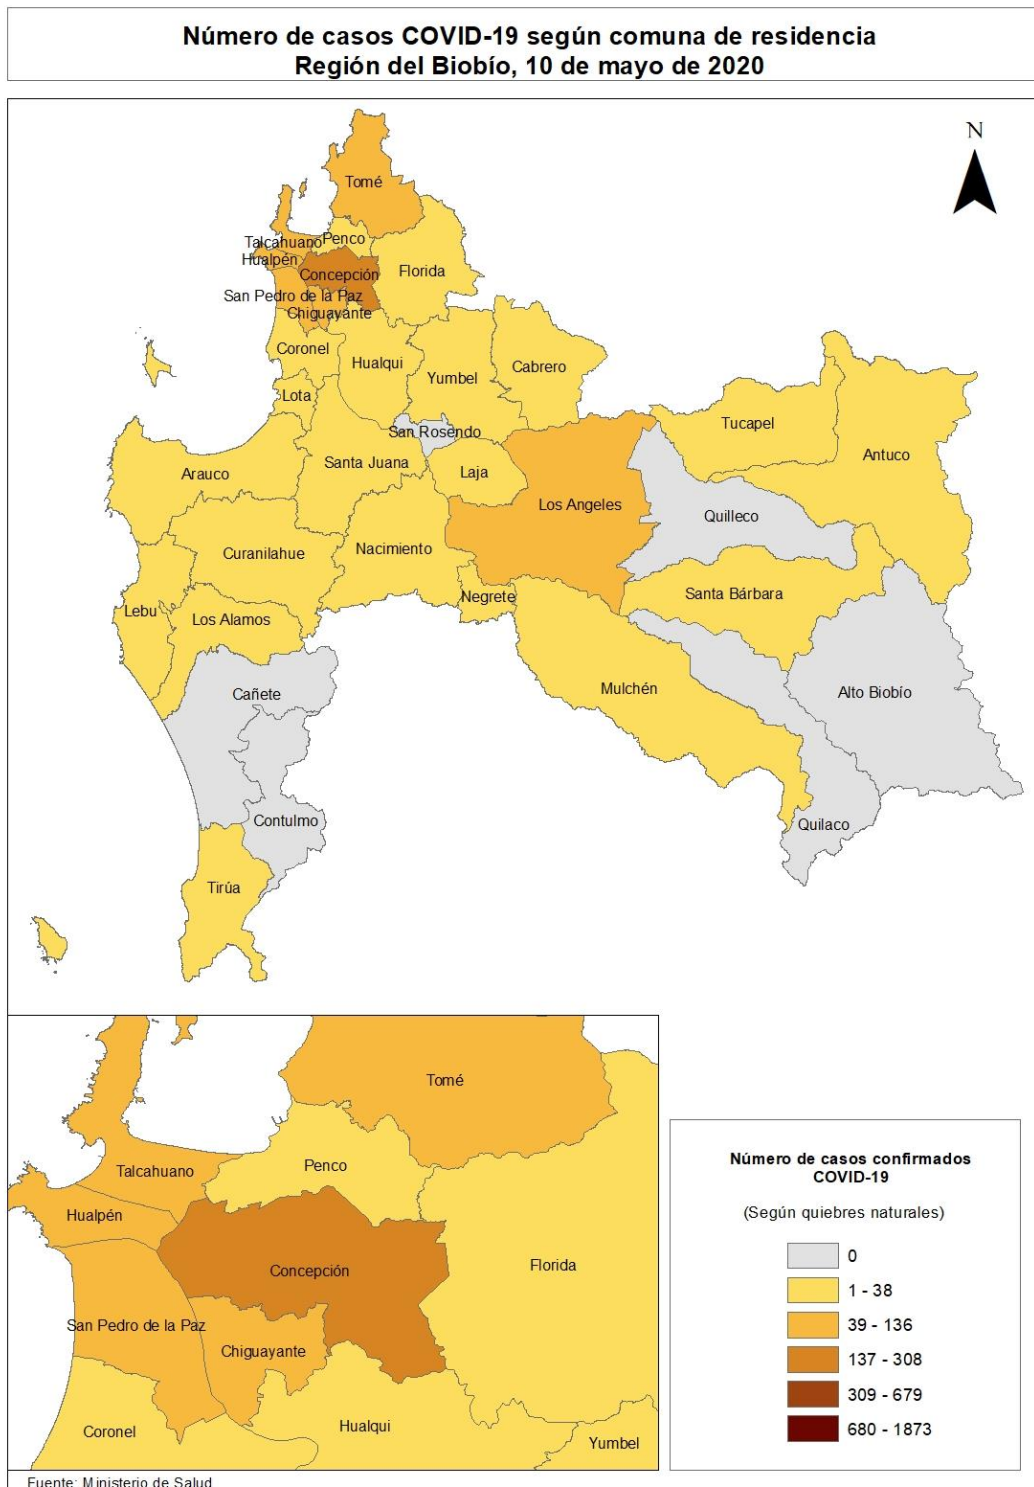 Número de casos COVID-19 según comuna de residencia
Región del Biobío, 10 de mayo de 2020
N
Tomé
Talcahuano
Penco
Hualpén
Concepción
Florida
San Pedro de la Paz
Chiguayante
Coronel
Hualqui
Yumbel
Cabrero
Lota
San Rosendo
Tucapel
Antuco
Arauco
Santa Juana
Laja
Los Angeles
Quilleco
Curanilahue
Nacimiento
Negrete
Santa Bárbara
Lebu
Los Alamos
Cañete
Mulchén
Alto Biobío
Contulmo
Quilaco
Tirúa
Tomé
Talcahuano
Penco
Hualpén
Concepción
Florida
San Pedro de la Paz
Chiguayante
Coronel
Hualqui
Yumbel
Número de casos confirmados
COVID-19
(Según quiebres naturales)
0
1 - 38
39 - 136
137 - 308
309 - 679
680 - 1873
Fuente: Ministerio de Salud